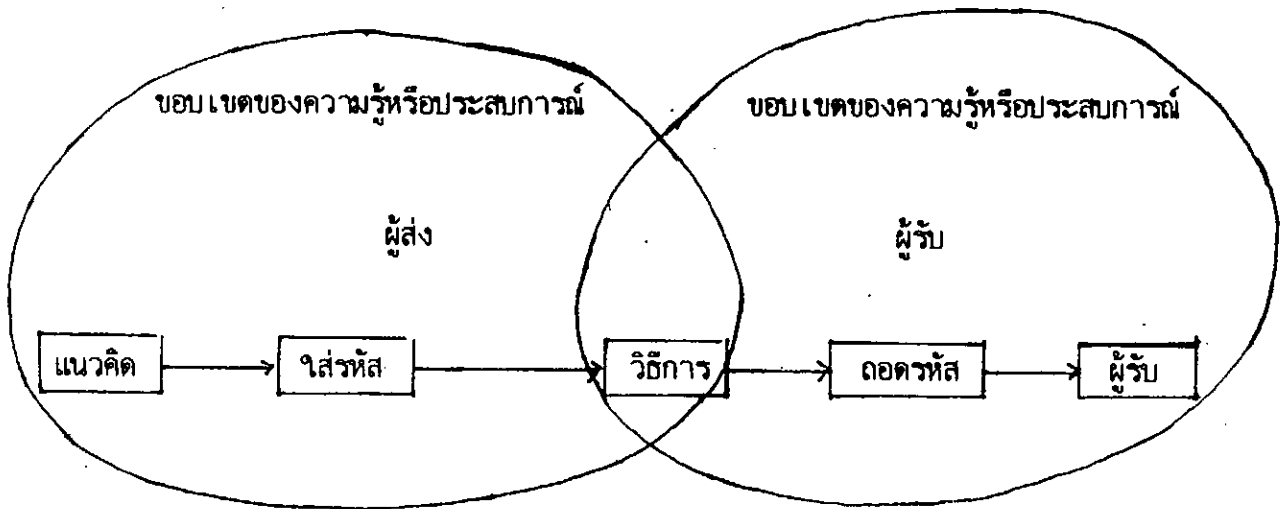 ขอบเขตของความรู้หรือประสบการณ์
ขอบเขตของความรู้หรือประสบการณ์
ผู้ส่ง
ผู้รับ
แนวคิด
ใส่รหัส
วิธีการ
ถอดรหัส
ผู้รับ